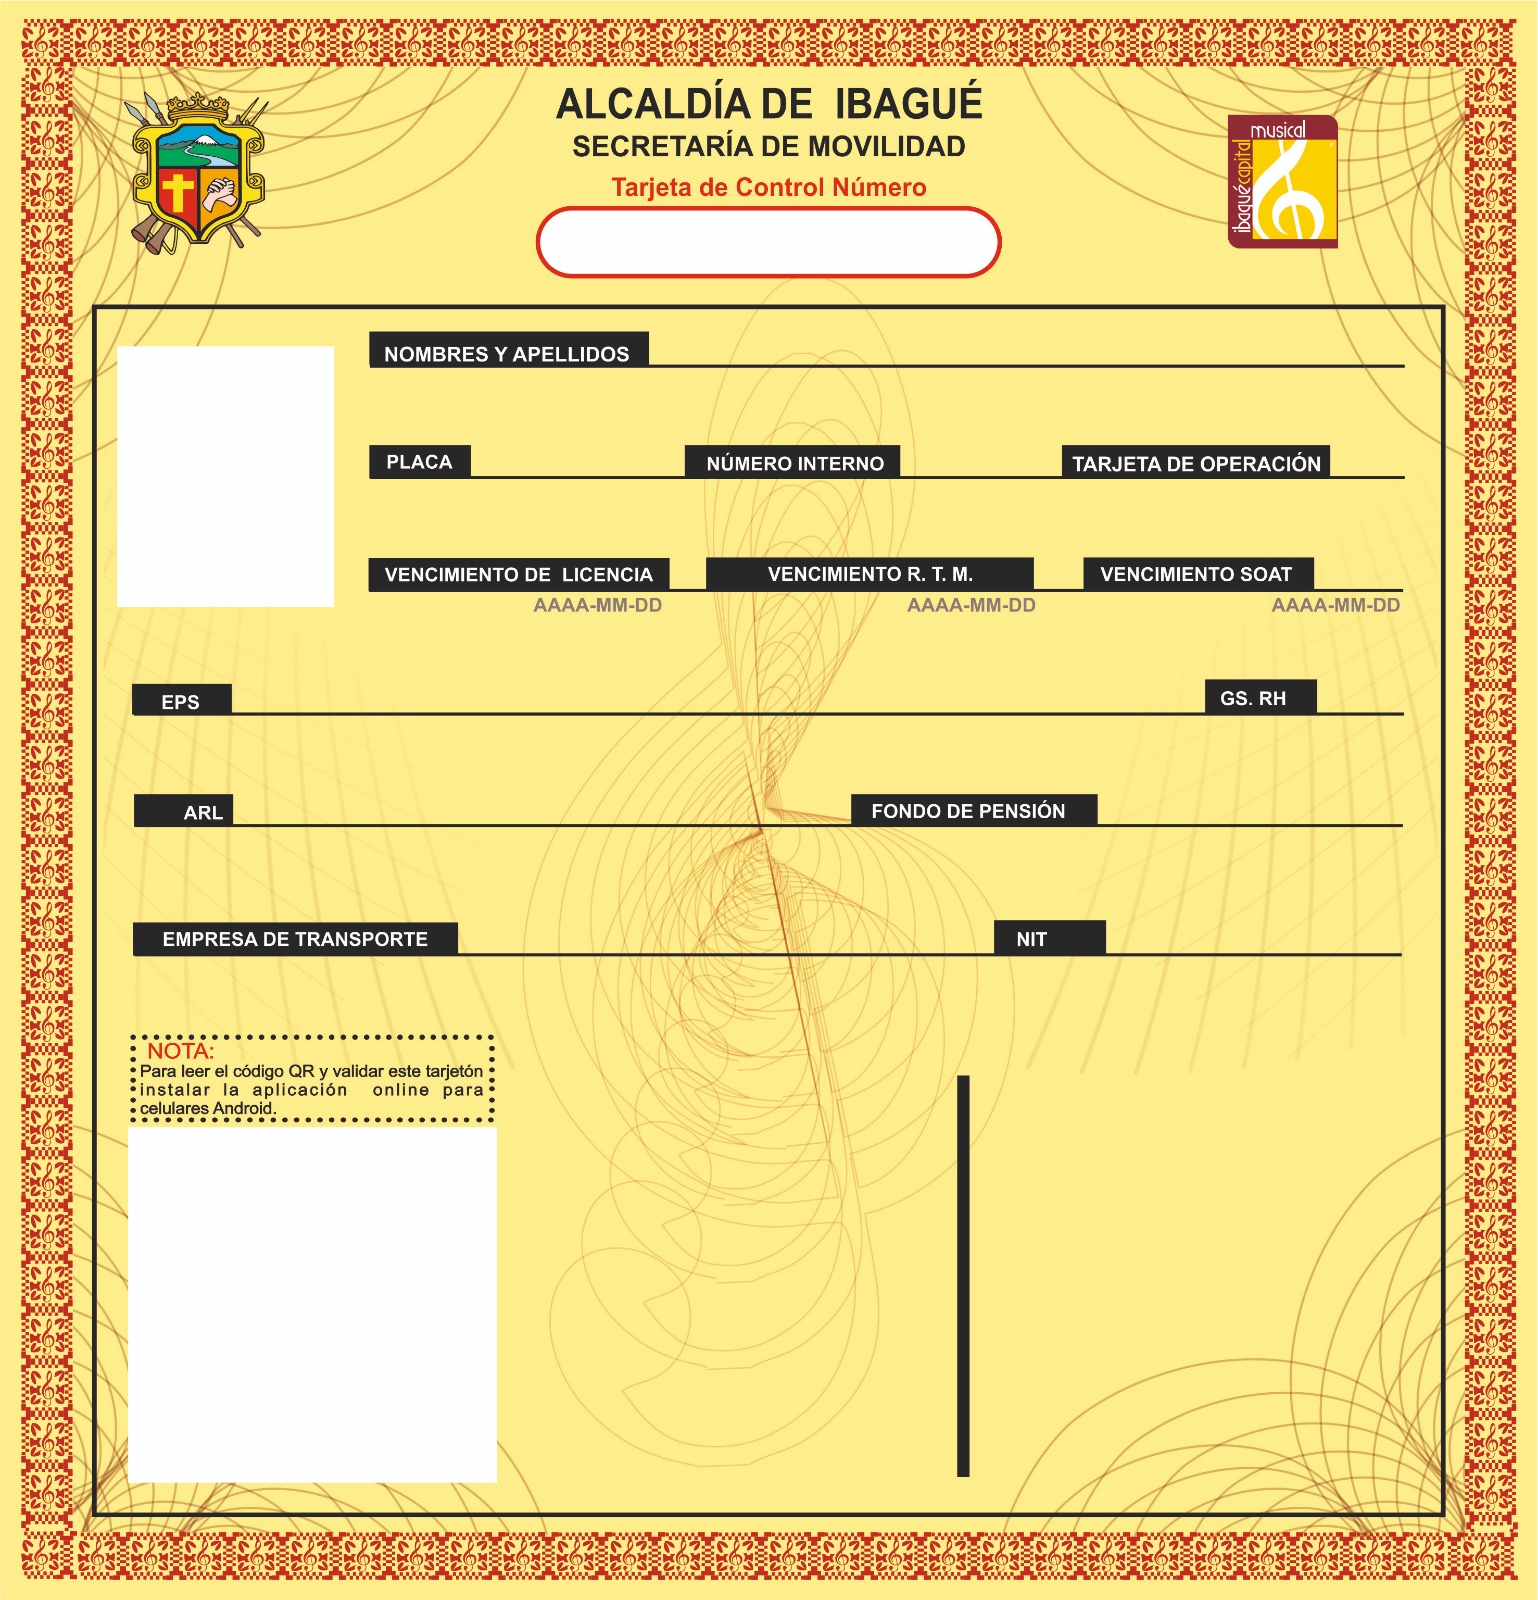 ALCALDÍA DE IBAGUÉ
SECRETARÍA DE MOVILIDAD
Tarjeta de Control Número
musical
ibaguécapital
NOMBRES Y APELLIDOS
PLACA NÚMERO INTERNO TARJETA DE OPERACIÓN
VENCIMIENTO DE LICENCIA VENCIMIENTO R. T. M. VENCIMIENTO SOAT
AAAA-MM-DD AAAA-MM-DD AAAA-MM-DD
EPS GS. RH
ARL FONDO DE PENSIÓN
EMPRESA DE TRANSPORTE NIT
NOTA:
Para leer el código QR y validar este tarjetón
instalar la aplicación online para
celulares Android.